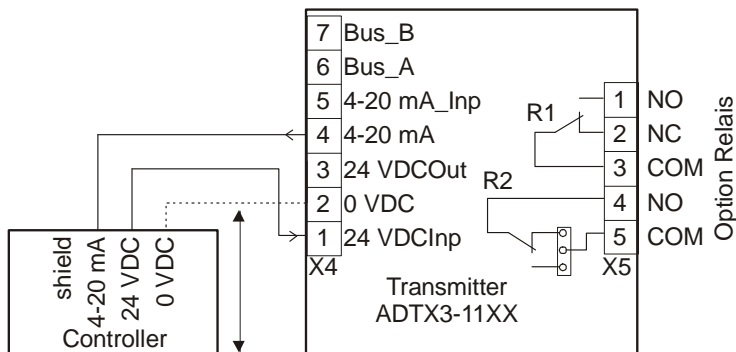 7 Bus_B
6 Bus_A
5 4-20 mA_Inp
4 4-20 mA
3 24 VDCOut
2 0 VDC
1 24 VDCInp
X4
R1
R2
1 NO
2 NC
3 COM
4 NO
5 COM
X5
Option Relais
Transmitter
ADTX3-11XX
shield
4-20 mA
24 VDC
0 VDC
Controller